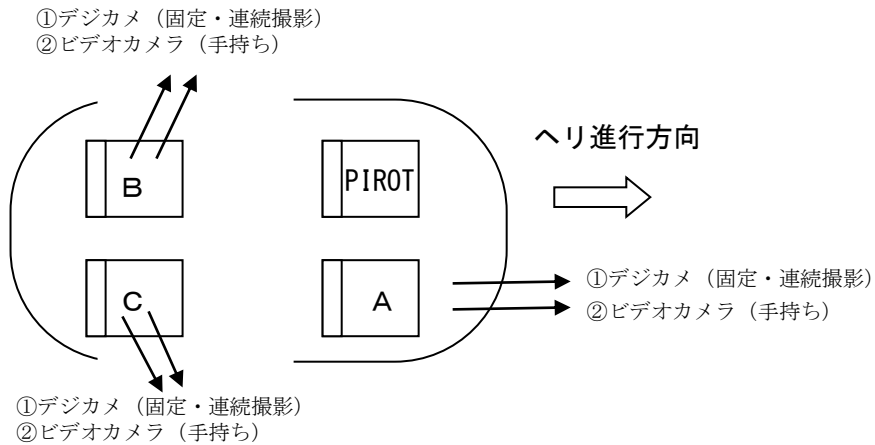 ①デジカメ（固定・連続撮影）
②ビデオカメラ（手持ち）
ヘリ進行方向
B
PIROT
C
A
①デジカメ（固定・連続撮影）
②ビデオカメラ（手持ち）
①デジカメ（固定・連続撮影）
②ビデオカメラ（手持ち）